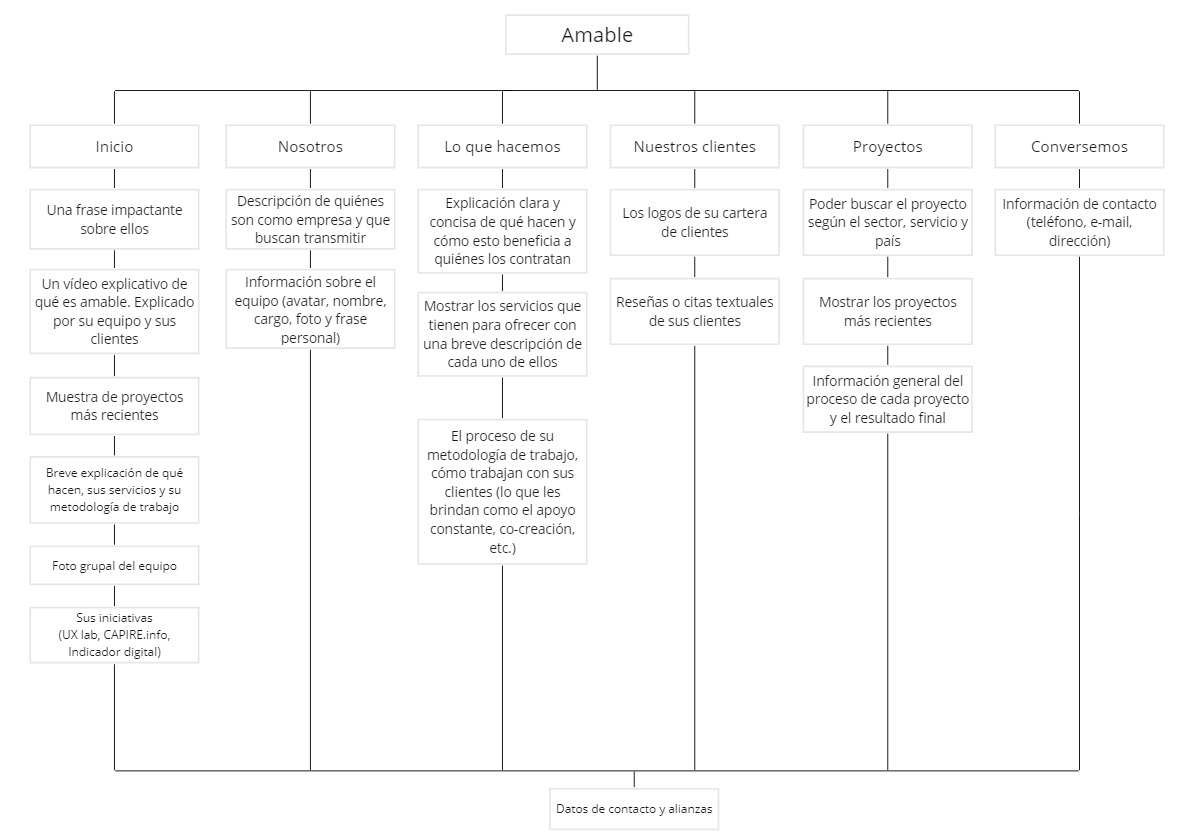 Amable
Inicio
Una frase impactante
sobre ellos
Un vídeo explicativo de
qué es amable. Explicado
por su equipo y sus
clientes
Muestra de proyectos
más recientes
Breve explicación de qué
hacen, sus servicios y su
metodología de trabajo
Foto grupal del equipo
Sus iniciativas
(UX lab, CAPIRE.info,
Indicador digital)
Nosotros
Descripción de quiénes
son como empresa y que
buscan transmitir
Información sobre el
equipo (avatar, nombre,
cargo, foto y frase
personal)
Lo que hacemos
Explicación clara y
concisa de qué hacen y
cómo esto beneficia a
quiénes los contratan
Mostrar los servicios que
tienen para ofrecer con
una breve descripción de
cada uno de ellos
El proceso de su
metodología de trabajo,
cómo trabajan con sus
clientes (lo que les
brindan como el apoyo
constante, co-creación,
etc.)
Nuestros clientes
Los logos de su cartera
de clientes
Reseñas o citas textuales
de sus clientes
Proyectos
Poder buscar el proyecto
según el sector, servicio y
país
Mostrar los proyectos
más recientes
Información general del
proceso de cada proyecto
y el resultado final
Conversemos
Información de contacto
(teléfono, e-mail,
dirección)
Datos de contacto y alianzas